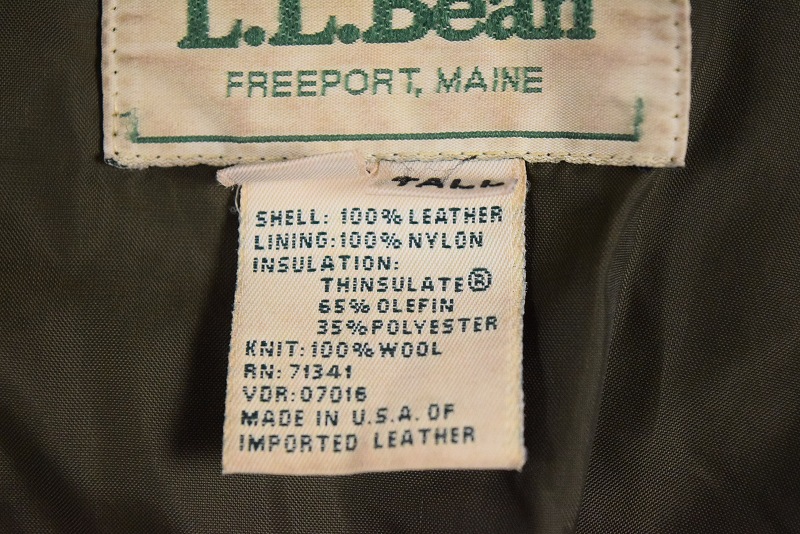 L.L.Bean
FREEPORT, MAINE
TALL
SHELL: 100% LEATHER
LINING:100% NYLON
INSULATION:
THINSULATE®
65% OLEFIN
35% POLYESTER
KNIT:100% WOOL
RN: 71341
VDR: 07016
MADE IN U.S.A. OF
IMPORTED LEATHER